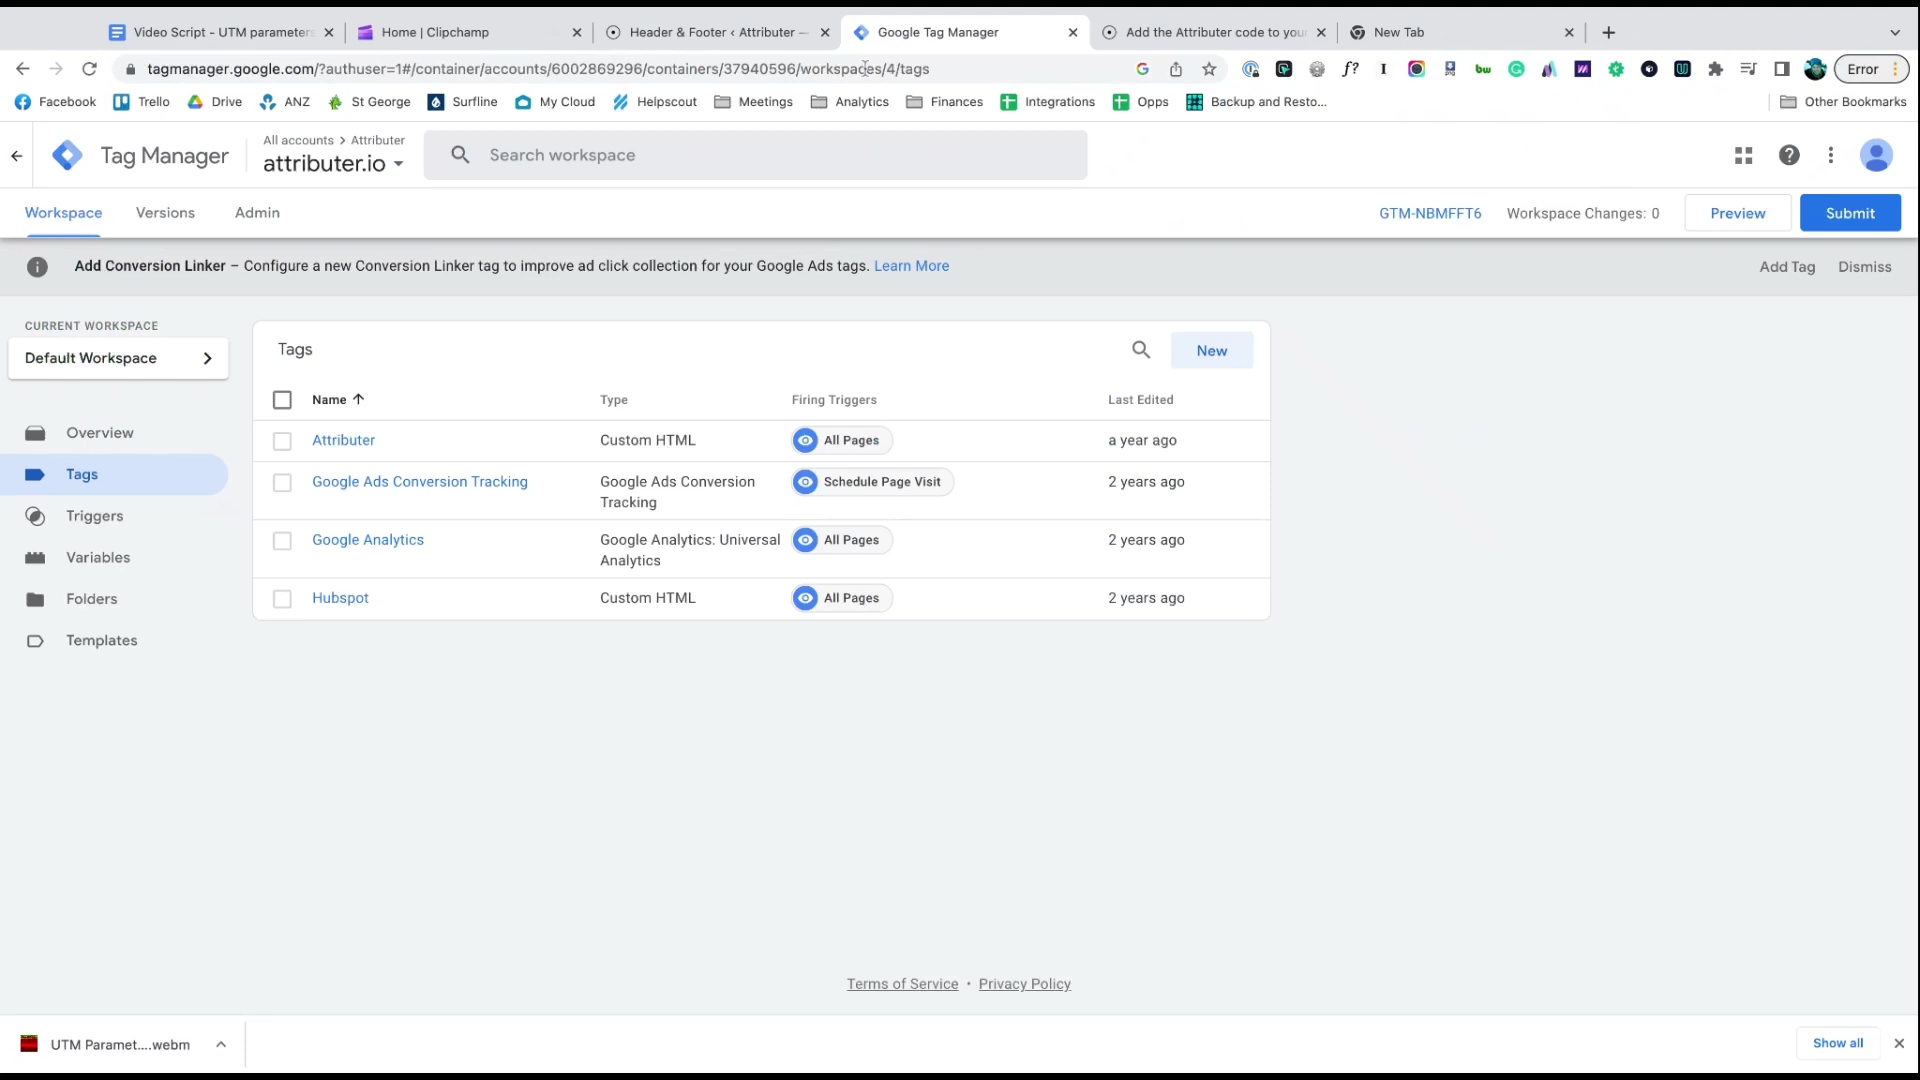 Video Script - UTM parameters
Home | Clipchamp
Header & Footer ‹ Attributer —
Google Tag Manager
Add the Attributer code to your
New Tab
tagmanager.google.com/?authuser=1#/container/accounts/6002869296/containers/37940596/workspaces/4/tags
Error
Facebook
Trello
Drive
ANZ
St George
Surfline
My Cloud
Helpscout
Meetings
Analytics
Finances
Integrations
Opps
Backup and Resto...
Other Bookmarks
Tag Manager
All accounts > Attributer
attributer.io
Search workspace
Workspace
Versions
Admin
GTM-NBMFFT6
Workspace Changes: 0
Preview
Submit
Add Conversion Linker – Configure a new Conversion Linker tag to improve ad click collection for your Google Ads tags. Learn More
Add Tag
Dismiss
CURRENT WORKSPACE
Default Workspace
Overview
Tags
Triggers
Variables
Folders
Templates
Tags
New
Name
Type
Firing Triggers
Last Edited
Attributer
Custom HTML
All Pages
a year ago
Google Ads Conversion Tracking
Google Ads Conversion
Tracking
Schedule Page Visit
2 years ago
Google Analytics
Google Analytics: Universal
Analytics
All Pages
2 years ago
Hubspot
Custom HTML
All Pages
2 years ago
Terms of Service · Privacy Policy
UTM Paramet....webm
Show all